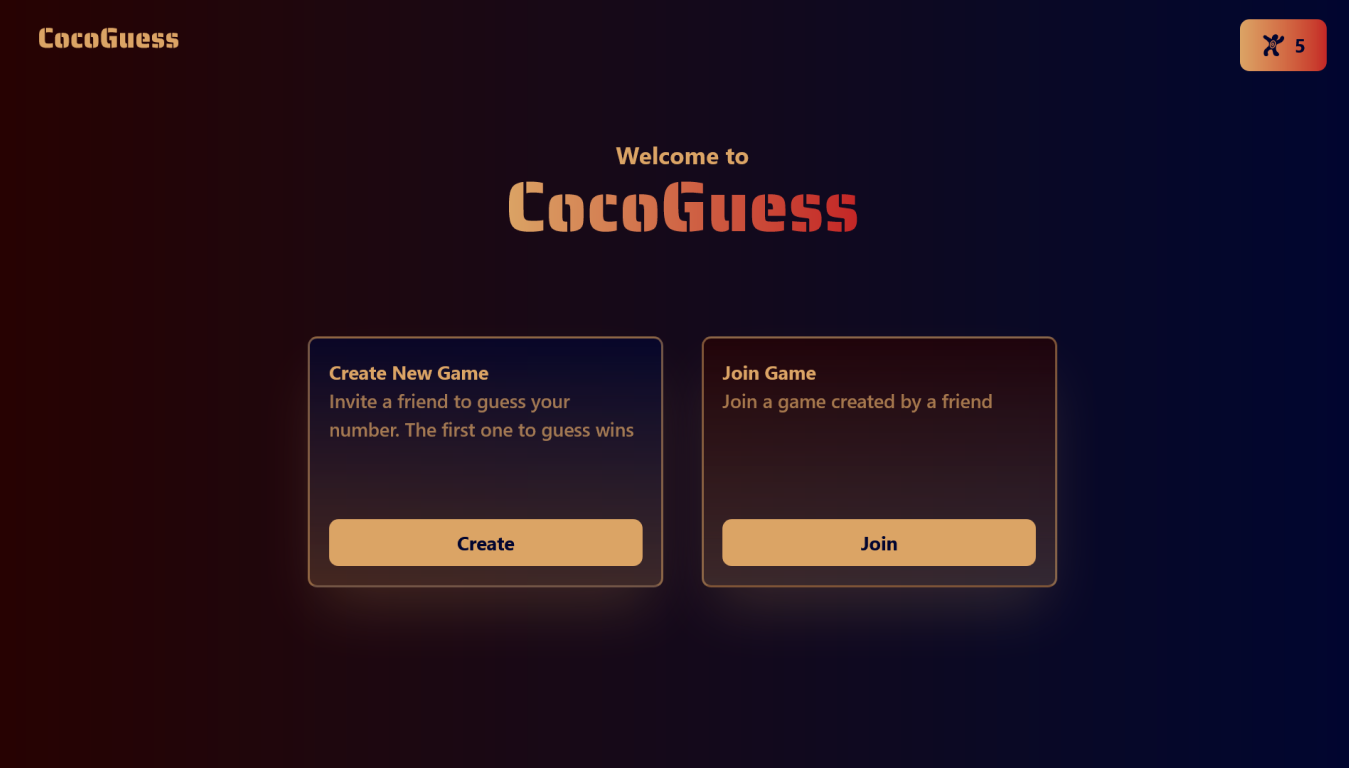 CocoGuess
5
Welcome to
CocoGuess
Create New Game
Invite a friend to guess your
number. The first one to guess wins
Create
Join Game
Join a game created by a friend
Join